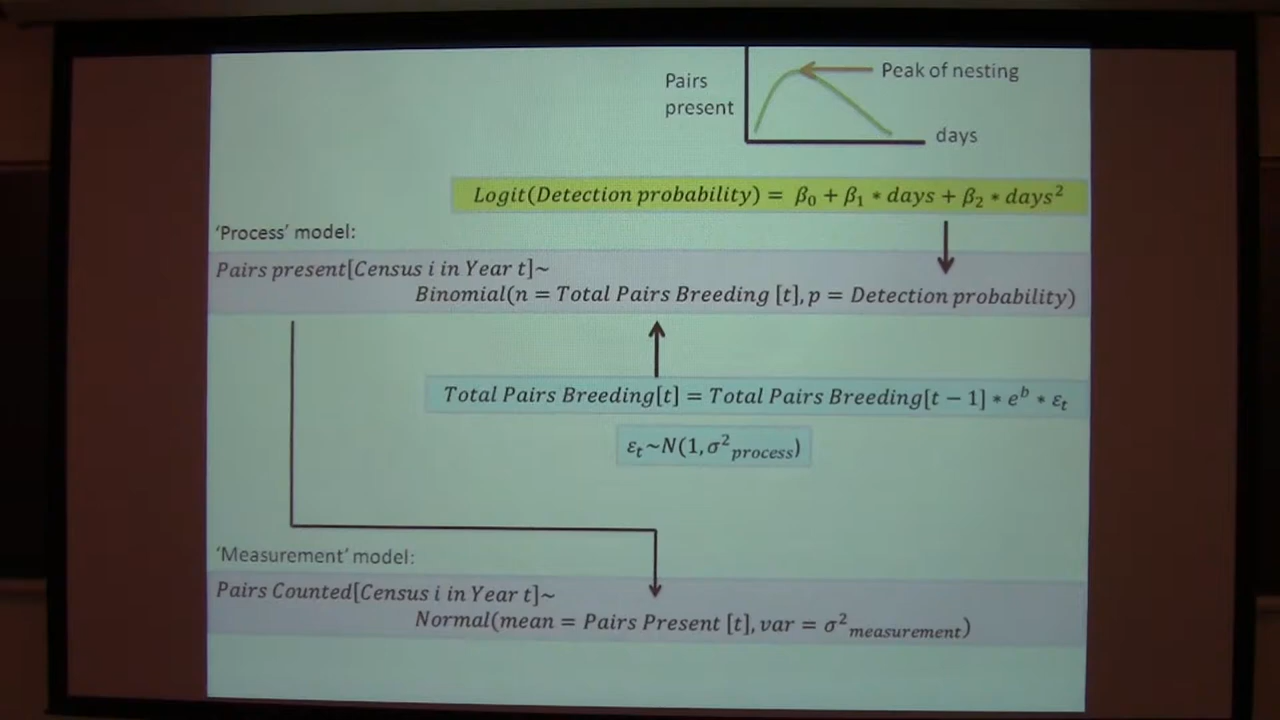 Pairs present
Peak of nesting
days
Logit(Detection probability) = β₀ + β₁ * days + β₂ * days²
'Process' model:
Pairs present[Census i in Year t]~
Binomial(n = Total Pairs Breeding [t], p = Detection probability)
Total Pairs Breeding[t] = Total Pairs Breeding[t − 1] * eᵇ * εₜ
εₜ~N(1, σ²process)
'Measurement' model:
Pairs Counted[Census i in Year t]~
Normal(mean = Pairs Present [t], var = σ²measurement)